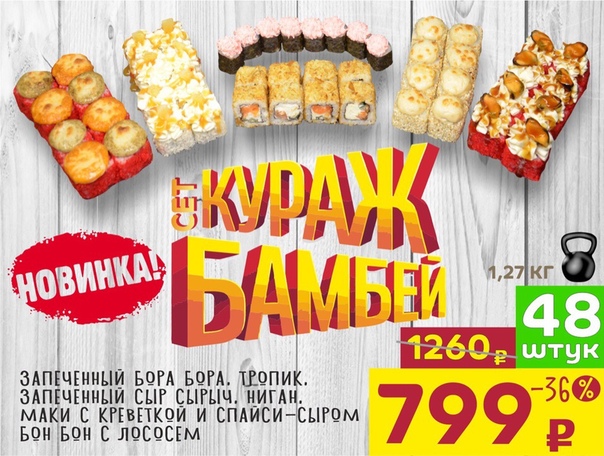 СЕТ КУРАЖ
БАМБЕЙ
НОВИНКА!
1,27 КГ
48
ШТУК
1260 ₽
799 ₽
-36%
ЗАПЕЧЕННЫЙ БОРА БОРА, ТРОПИК,
ЗАПЕЧЕННЫЙ СЫР СЫРЫЧ, НИГАН,
МАКИ С КРЕВЕТКОЙ И СПАЙСИ-СЫРОМ
БОН БОН С ЛОСОСЕМ